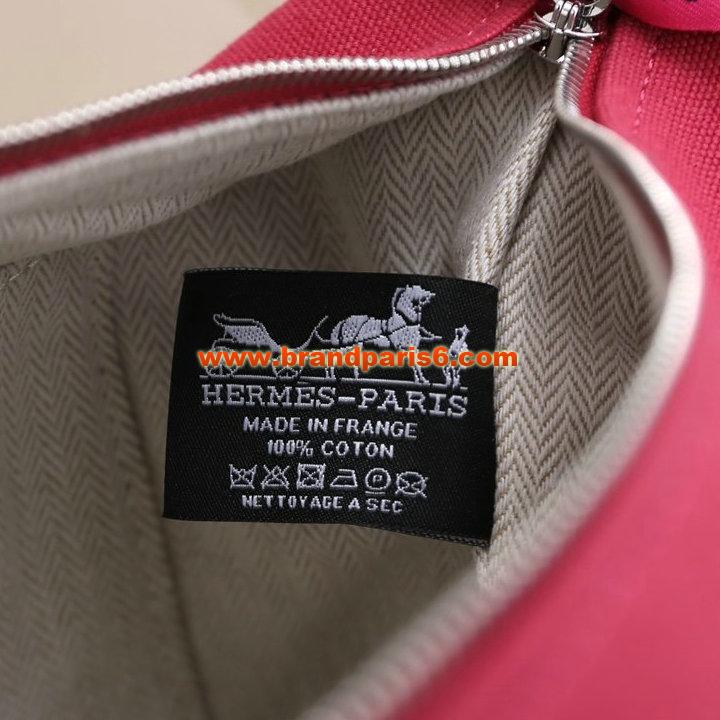 www.brandparis6.com
HERMES-PARIS
MADE IN FRANGE
100% COTON
NETTOYAGE A SEC